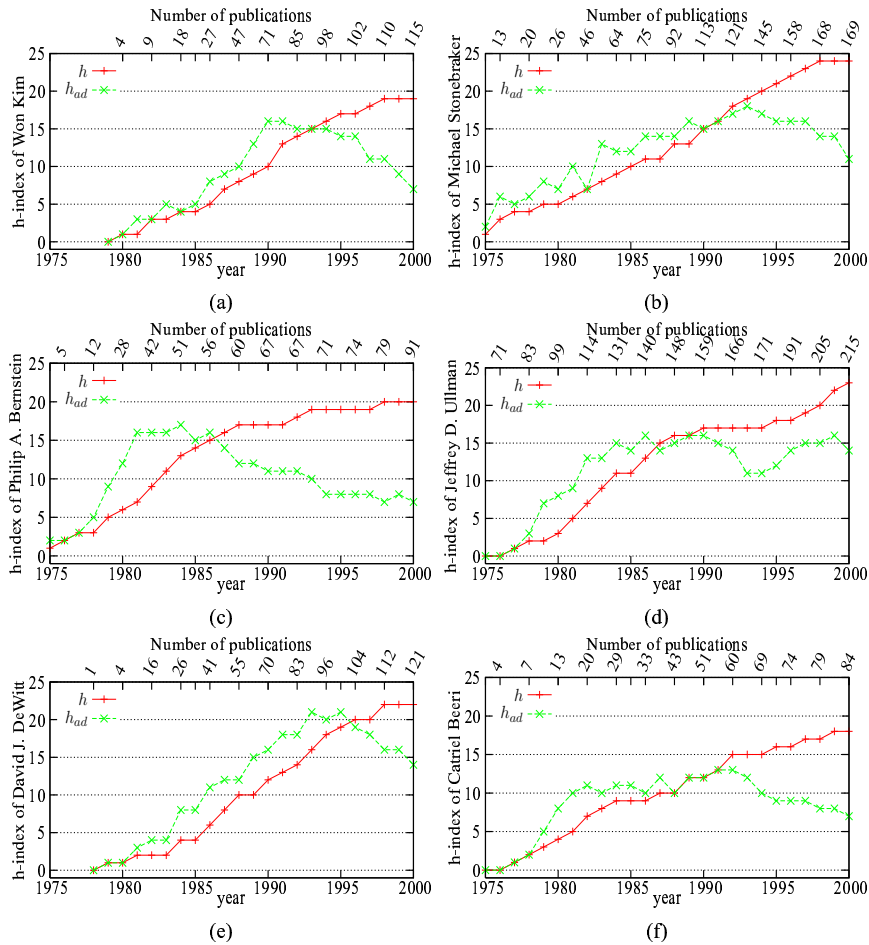 Number of publications
4 9 18 27 47 71 85 98 102 110 115
h-index of Won Kim
25
20
15
10
5
0
h
h_ad
1975 1980 1985 1990 1995 2000
year
(a)
Number of publications
13 20 26 46 64 75 92 113 121 145 158 168 169
h-index of Michael Stonebraker
25
20
15
10
5
0
h
h_ad
1975 1980 1985 1990 1995 2000
year
(b)
Number of publications
5 12 28 42 51 56 60 67 67 71 74 79 91
h-index of Philip A. Bernstein
25
20
15
10
5
0
h
h_ad
1975 1980 1985 1990 1995 2000
year
(c)
Number of publications
71 83 99 114 131 140 148 159 166 171 191 205 215
h-index of Jeffrey D. Ullman
25
20
15
10
5
0
h
h_ad
1975 1980 1985 1990 1995 2000
year
(d)
Number of publications
1 4 16 26 41 55 70 83 96 104 112 121
h-index of David J. DeWitt
25
20
15
10
5
0
h
h_ad
1975 1980 1985 1990 1995 2000
year
(e)
Number of publications
4 7 13 20 29 33 43 51 60 69 74 79 84
h-index of Catriel Beeri
25
20
15
10
5
0
h
h_ad
1975 1980 1985 1990 1995 2000
year
(f)